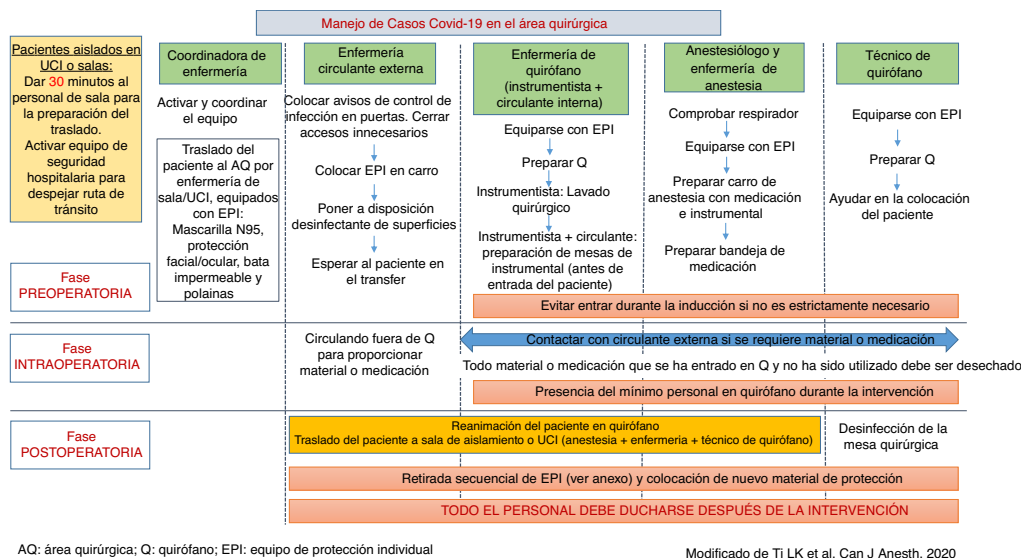 Manejo de Casos Covid-19 en el área quirúrgica
Pacientes aislados en
UCI o salas:
Dar 30 minutos al
personal de sala para
la preparación del
traslado.
Activar equipo de
seguridad
hospitalaria para
despejar ruta de
tránsito
Coordinadora de
enfermería
Activar y coordinar
el equipo
Traslado del
paciente al AQ por
enfermería de
sala/UCI, equipados
con EPI:
Mascarilla N95,
protección
facial/ocular, bata
impermeable y
polainas
Enfermería
circulante externa
Colocar avisos de control de
infección en puertas. Cerrar
accesos innecesarios
Colocar EPI en carro
Poner a disposición
desinfectante de superficies
Esperar al paciente en
el transfer
Enfermería de
quirófano
(instrumentista +
circulante interna)
Equiparse con EPI
Preparar Q
Instrumentista: Lavado
quirúrgico
Instrumentista + circulante:
preparación de mesas de
instrumental (antes de
entrada del paciente)
Anestesiólogo y
enfermería de
anestesia
Comprobar respirador
Equiparse con EPI
Preparar carro de
anestesia con medicación
e instrumental
Preparar bandeja de
medicación
Técnico de
quirófano
Equiparse con EPI
Preparar Q
Ayudar en la colocación
del paciente
Fase
PREOPERATORIA
Evitar entrar durante la inducción si no es estrictamente necesario
Fase
INTRAOPERATORIA
Circulando fuera de Q
para proporcionar
material o medicación
Contactar con circulante externa si se requiere material o medicación
Todo material o medicación que se ha entrado en Q y no ha sido utilizado debe ser desechado
Presencia del mínimo personal en quirófano durante la intervención
Fase
POSTOPERATORIA
Reanimación del paciente en quirófano
Traslado del paciente a sala de aislamiento o UCI (anestesia + enfermeria + técnico de quirófano)
Desinfección de la
mesa quirúrgica
Retirada secuencial de EPI (ver anexo) y colocación de nuevo material de protección
TODO EL PERSONAL DEBE DUCHARSE DESPUÉS DE LA INTERVENCIÓN
AQ: área quirúrgica; Q: quirófano; EPI: equipo de protección individual
Modificado de Ti LK et al. Can J Anesth. 2020